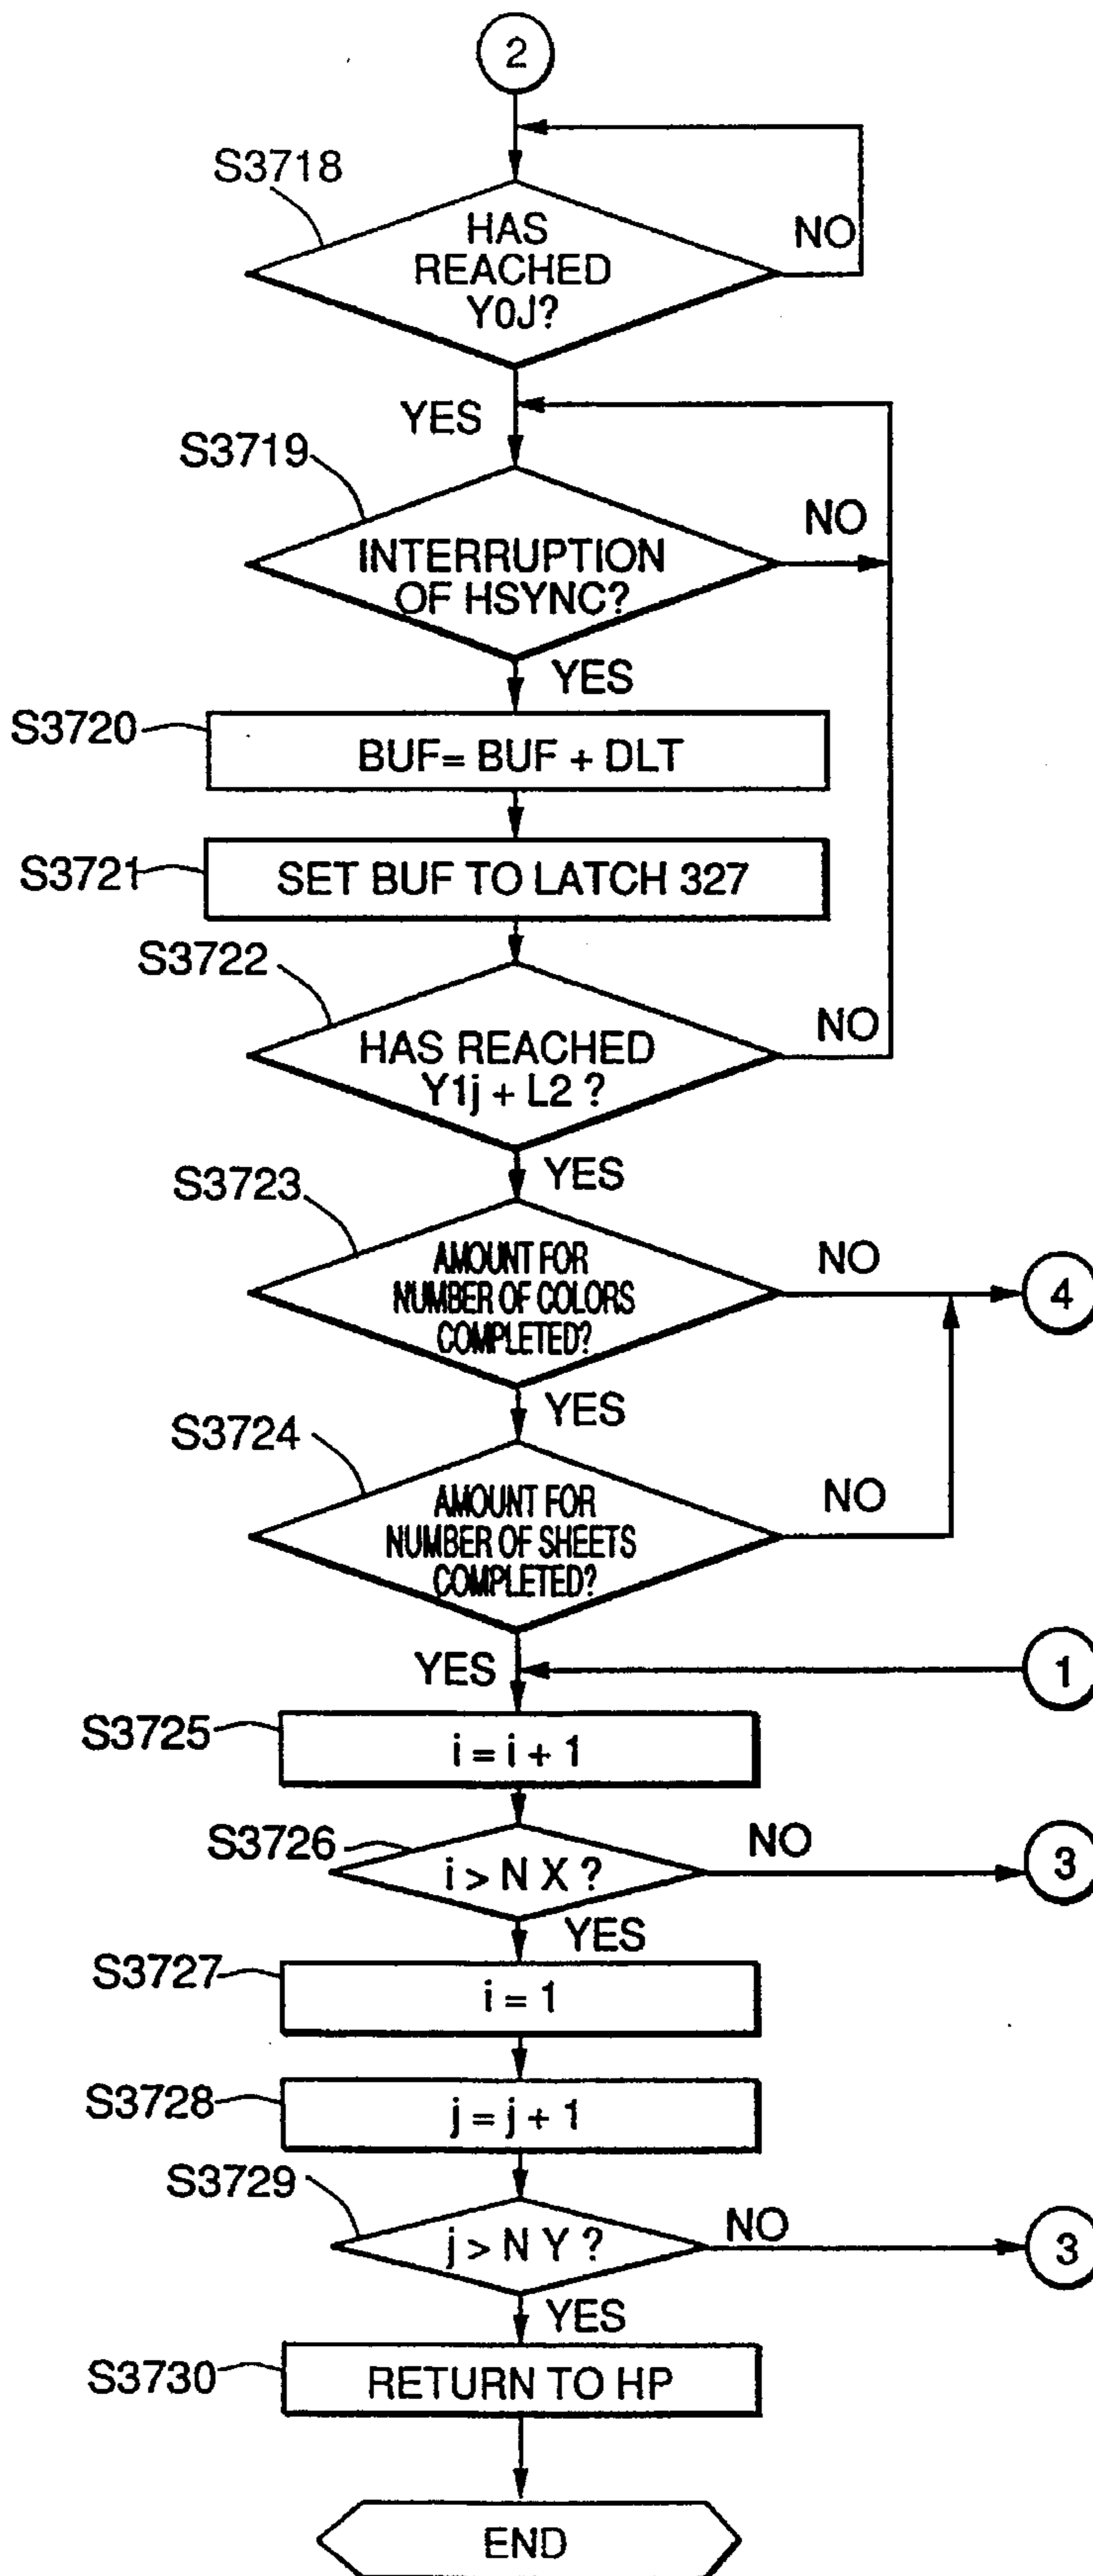 2
S3718
HAS
REACHED
Y0J?
NO
YES
S3719
INTERRUPTION
OF HSYNC?
NO
YES
S3720
BUF= BUF + DLT
S3721
SET BUF TO LATCH 327
S3722
HAS REACHED
Y1j + L2 ?
NO
YES
S3723
AMOUNT FOR
NUMBER OF COLORS
COMPLETED?
NO
4
YES
S3724
AMOUNT FOR
NUMBER OF SHEETS
COMPLETED?
NO
YES
1
S3725
i = i + 1
S3726
i > N X ?
NO
3
YES
S3727
i = 1
S3728
j = j + 1
S3729
j > N Y ?
NO
3
YES
S3730
RETURN TO HP
END